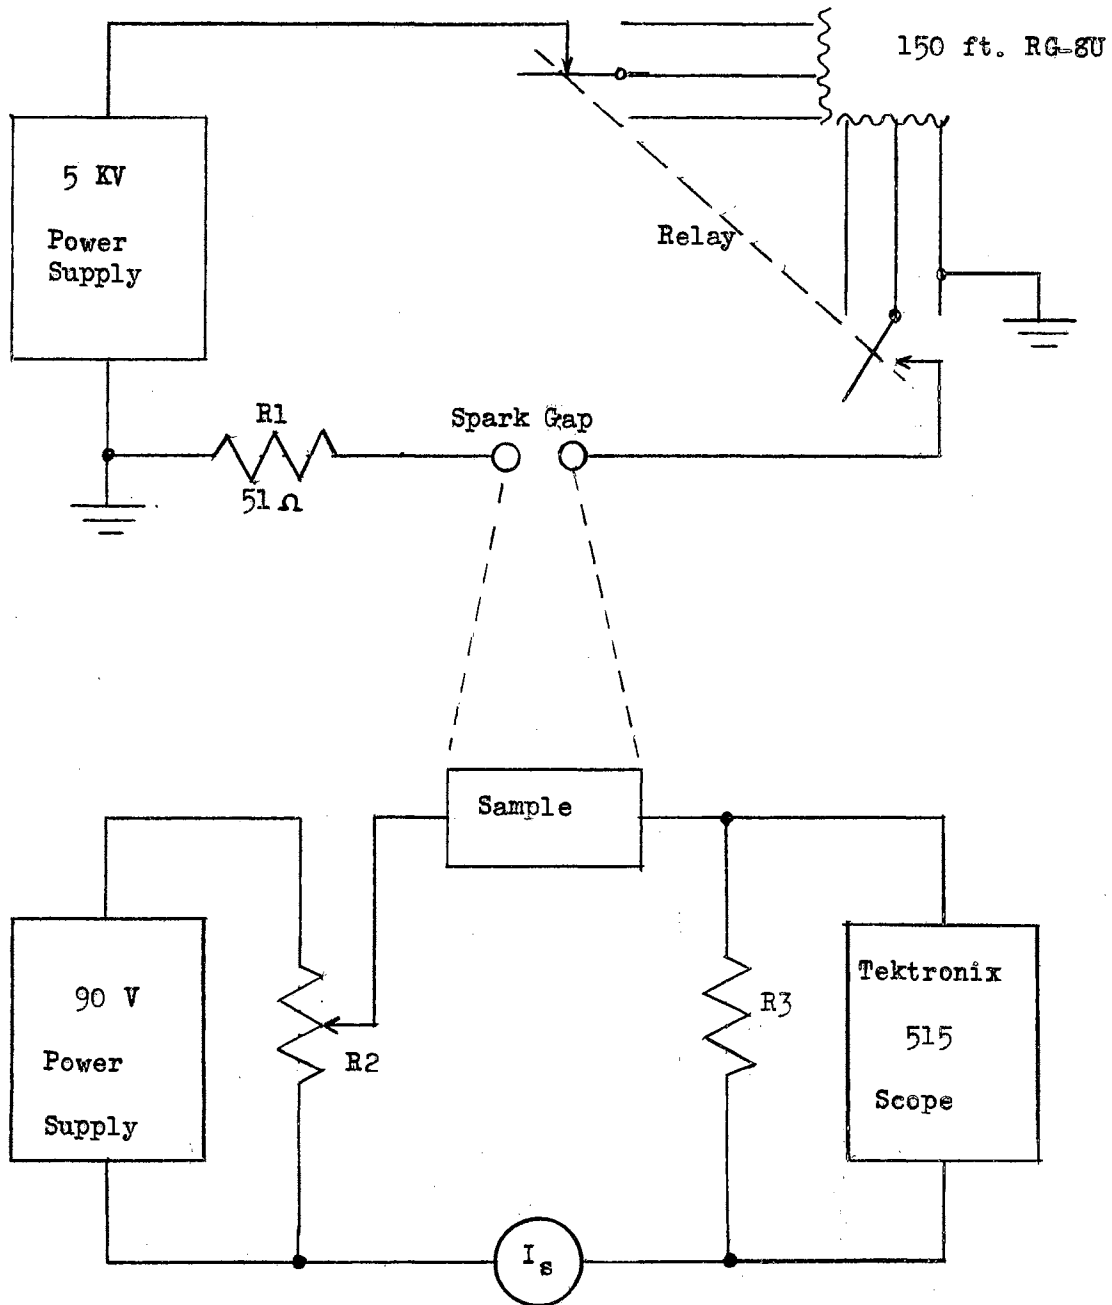 150 ft. RG-8U
5 KV
Power
Supply
Relay
R1
51 Ω
Spark Gap
Sample
90 V
Power
Supply
R2
R3
Tektronix
515
Scope
I_s